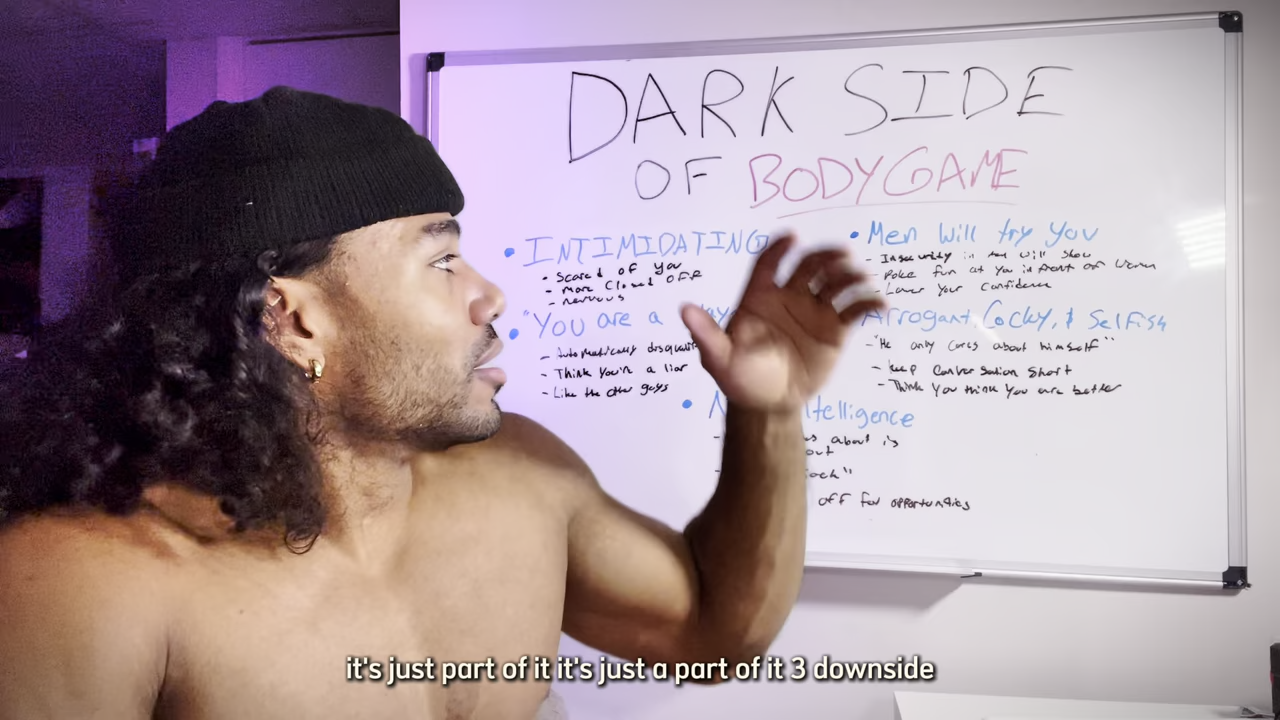 DARK SIDE
OF BODYGAME
• INTIMIDATING
• Scared of you
- more closed off
- nervous
• "You are a
- Automatically
- Think you're a liar
- Like the other guys
• Men will try you
- Insecurity in men will show
- Poke fun at you in front of women
- Lower your confidence
Arrogant, Cocky, & Selfish
- "He only cares about himself"
- keep conversation short
- Think you think you are better
•
about is
off for opportunities
it's just part of it it's just a part of it 3 downside